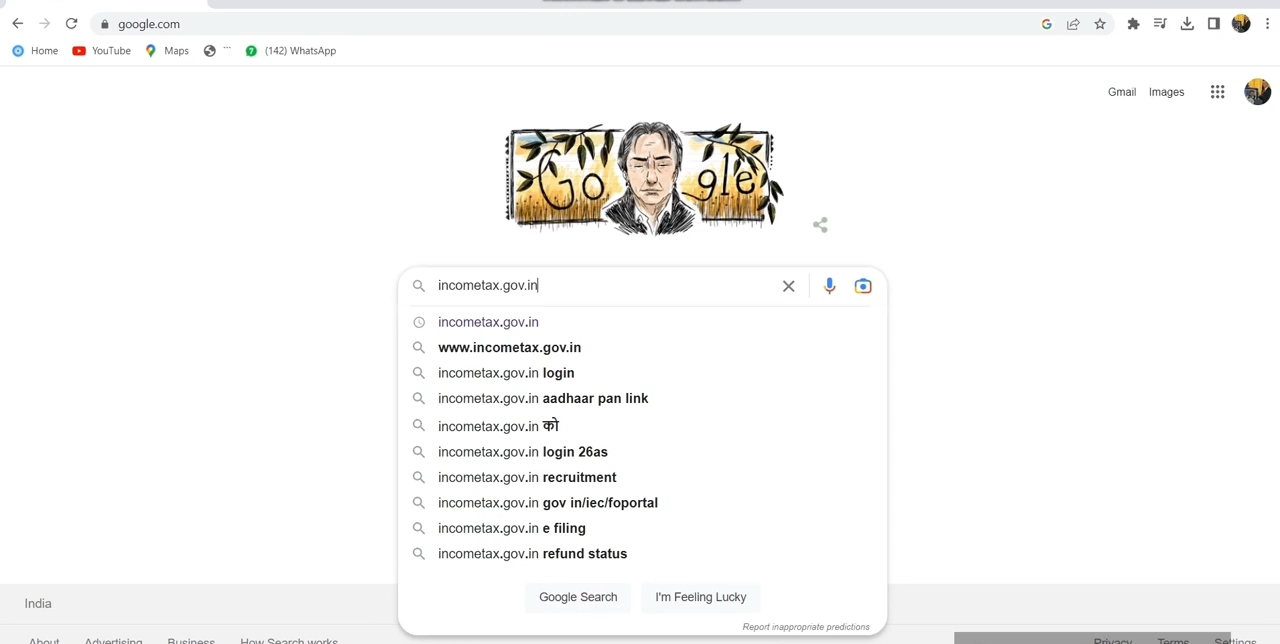 google.com
Home YouTube Maps (142) WhatsApp
Gmail Images
Go gle
incometax.gov.in
incometax.gov.in
www.incometax.gov.in
incometax.gov.in login
incometax.gov.in aadhaar pan link
incometax.gov.in को
incometax.gov.in login 26as
incometax.gov.in recruitment
incometax.gov.in gov in/iec/foportal
incometax.gov.in e filing
incometax.gov.in refund status
Google Search I'm Feeling Lucky
Report inappropriate predictions
India
About Advertising Business How Search works Privacy Terms Settings